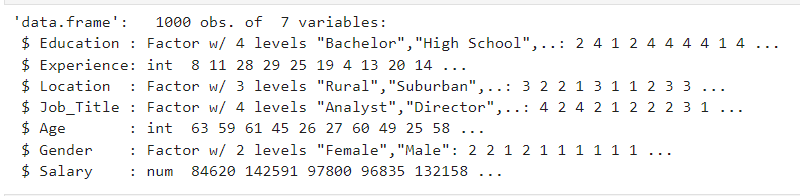 'data.frame':   1000 obs. of  7 variables:
 $ Education : Factor w/ 4 levels "Bachelor","High School",..: 2 4 1 2 4 4 4 4 1 4 ...
 $ Experience: int  8 11 28 29 25 19 4 13 20 14 ...
 $ Location  : Factor w/ 3 levels "Rural","Suburban",..: 3 2 2 1 3 1 1 2 3 3 ...
 $ Job_Title : Factor w/ 4 levels "Analyst","Director",..: 4 2 4 2 1 2 2 2 3 1 ...
 $ Age       : int  63 59 61 45 26 27 60 49 25 58 ...
 $ Gender    : Factor w/ 2 levels "Female","Male": 2 2 1 2 1 1 1 1 1 1 ...
 $ Salary    : num  84620 142591 97800 96835 132158 ...